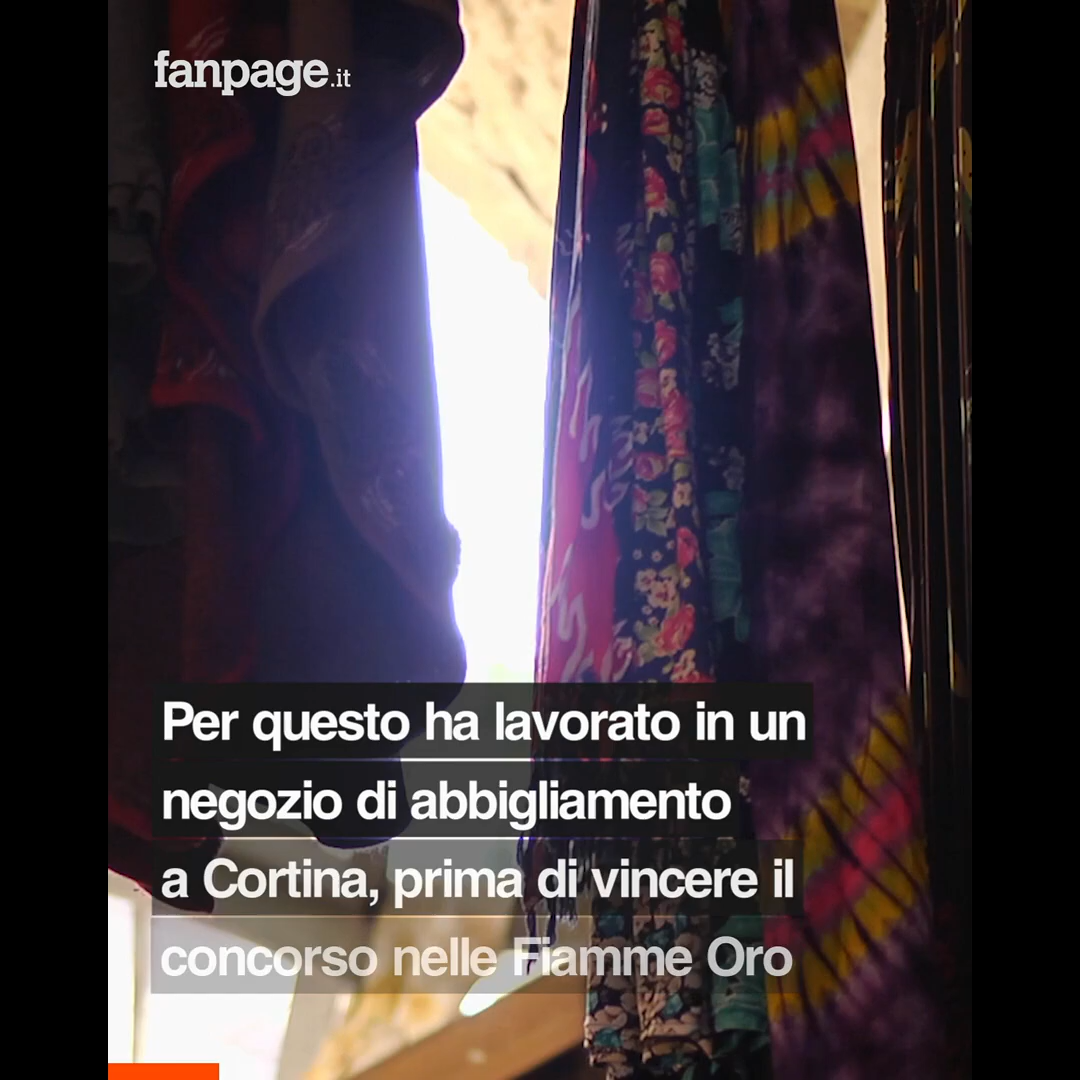 fanpage.it
Per questo ha lavorato in un
negozio di abbigliamento
a Cortina, prima di vincere il
concorso nelle Fiamme Oro